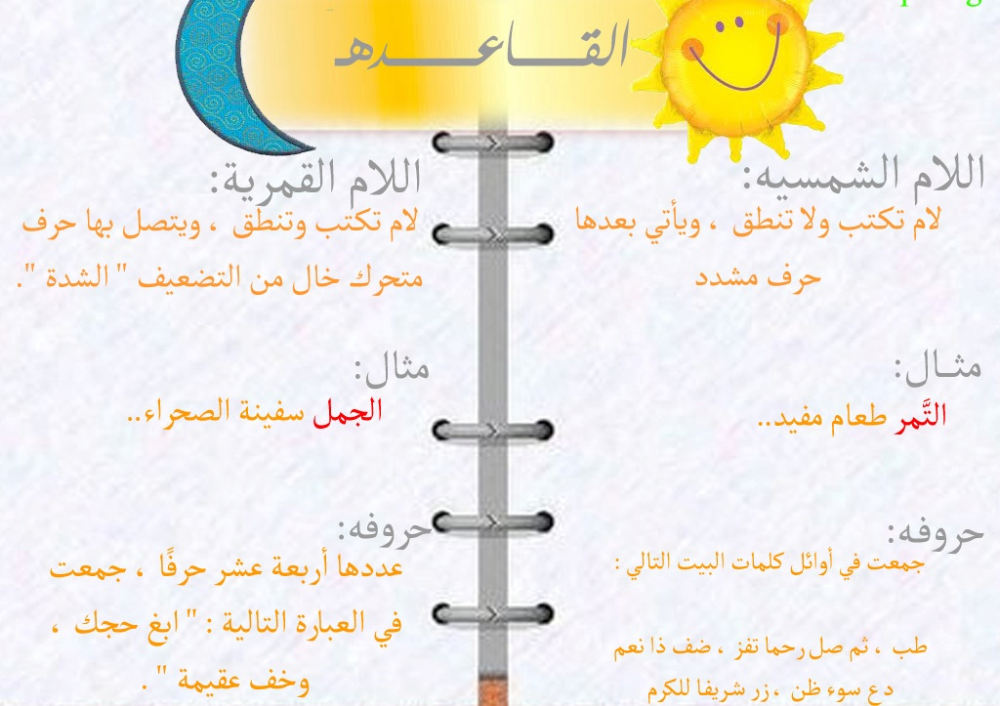 القـــاعـــــــدهـ
اللام الشمسيه:
لام تكتب ولا تنطق ، ويأتي بعدها
حرف مشدد
مثــال:
التَّمر طعام مفيد..
حروفه:
جمعت في أوائل كلمات البيت التالي :
طب ، ثم صل رحما تفز ، ضف ذا نعم
دع سوء ظن ، زر شريفا للكرم
اللام القمرية:
لام تكتب وتنطق ، ويتصل بها حرف
متحرك خال من التضعيف " الشدة ".
مثال:
الجمل سفينة الصحراء..
حروفه:
عددها أربعة عشر حرفًا ، جمعت
في العبارة التالية : " ابغ حجك ،
وخف عقيمة " .